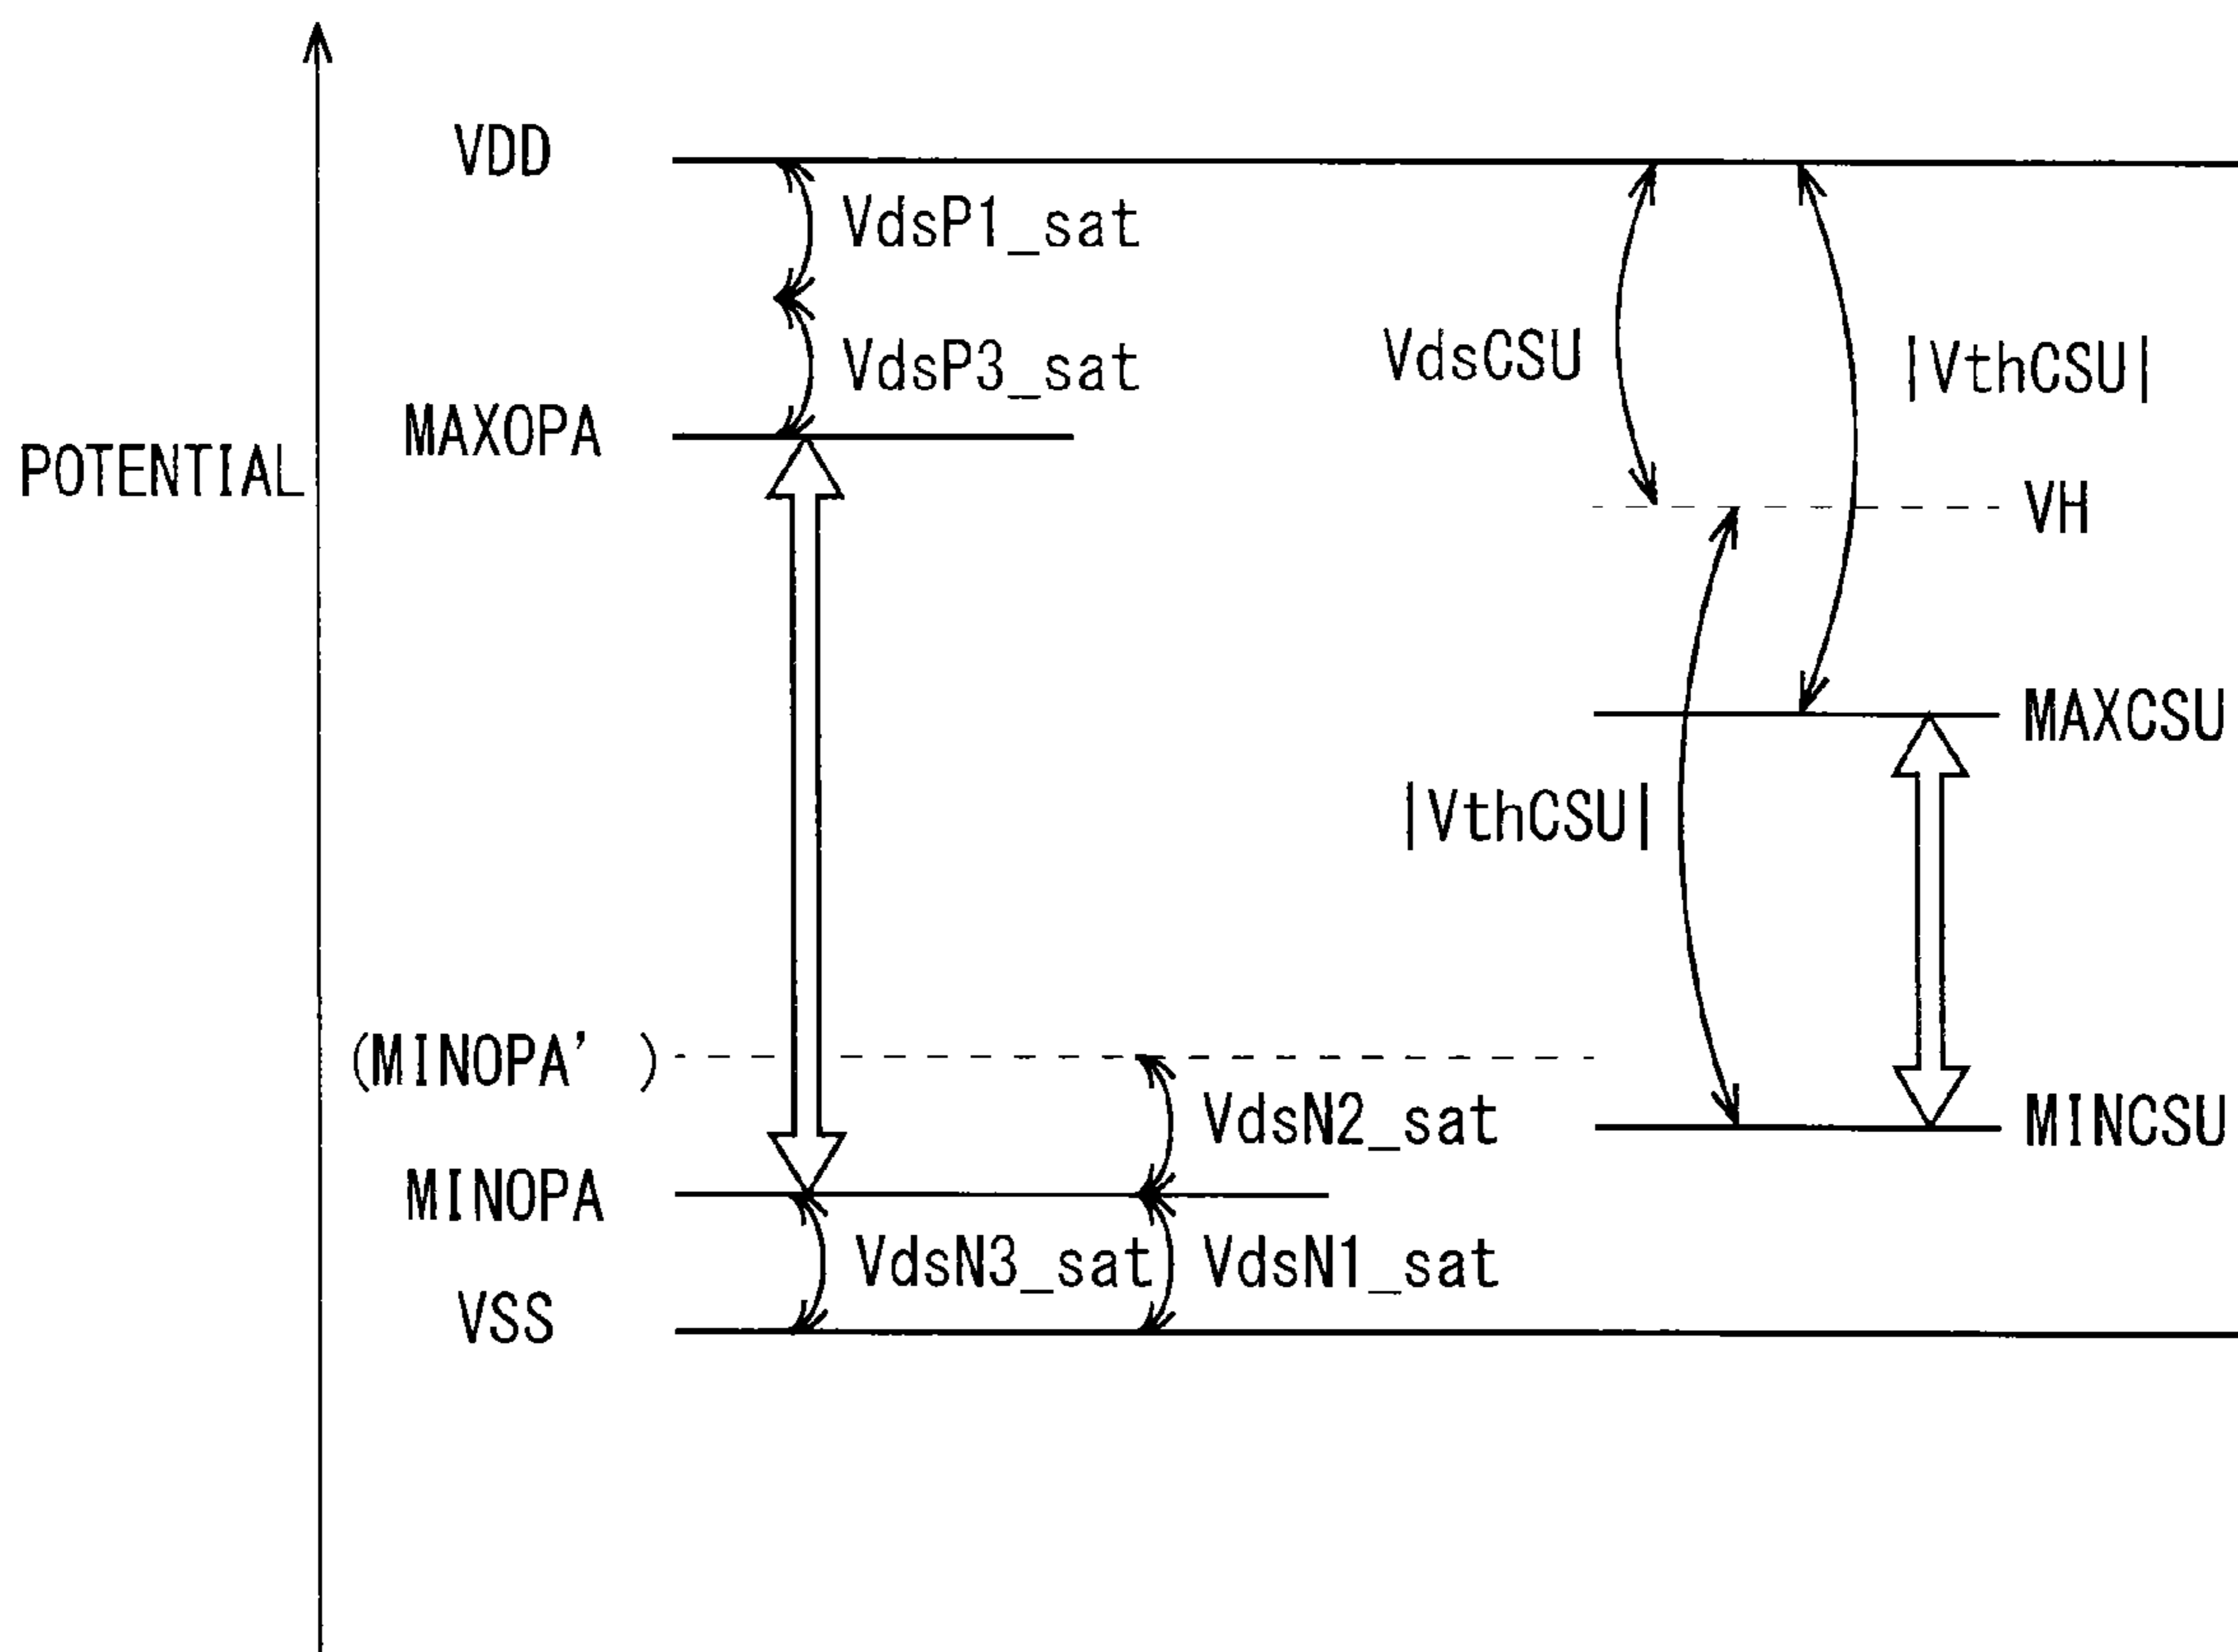 VDD
VdsP1_sat
VdsP3_sat
VdsCSU
|VthCSU|
MAXOPA
POTENTIAL
VH
MAXCSU
|VthCSU|
(MINOPA' )
VdsN2_sat
MINCSU
MINOPA
VdsN3_sat
VdsN1_sat
VSS